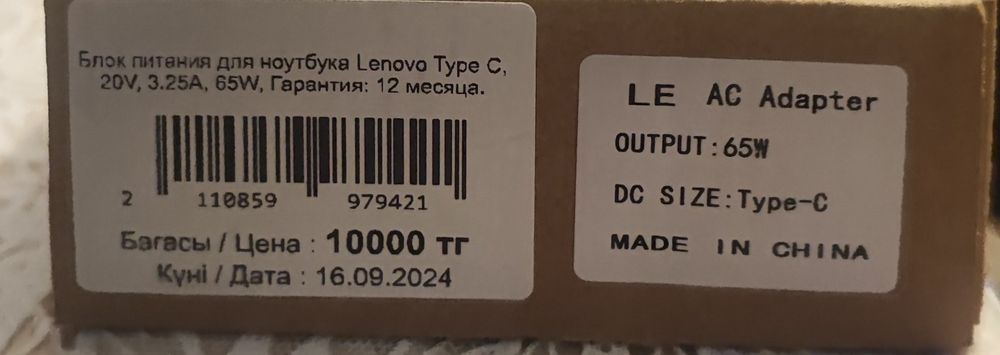 Блок питания для ноутбука Lenovo Type C,
20V, 3.25A, 65W, Гарантия: 12 месяца.
2 110859 979421
Бағасы / Цена : 10000 тг
Күні / Дата : 16.09.2024
LE AC Adapter
OUTPUT:65W
DC SIZE:Type-C
MADE IN CHINA